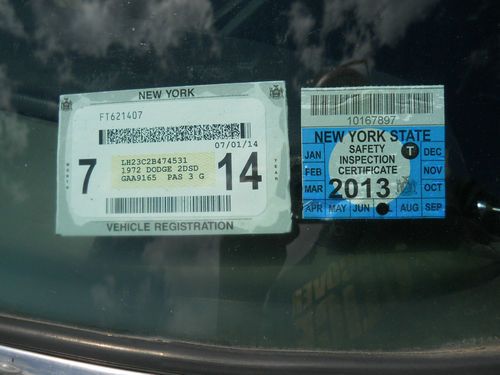 NEW YORK
FT621407
07/01/14
7
14
LH23C2B474531
1972 DODGE 2DSD
GAA9165 PAS 3 G
VEHICLE REGISTRATION
10167897
NEW YORK STATE
SAFETY
INSPECTION
CERTIFICATE
T
2013
JAN
FEB
MAR
APR MAY JUN AUG SEP
OCT
NOV
DEC